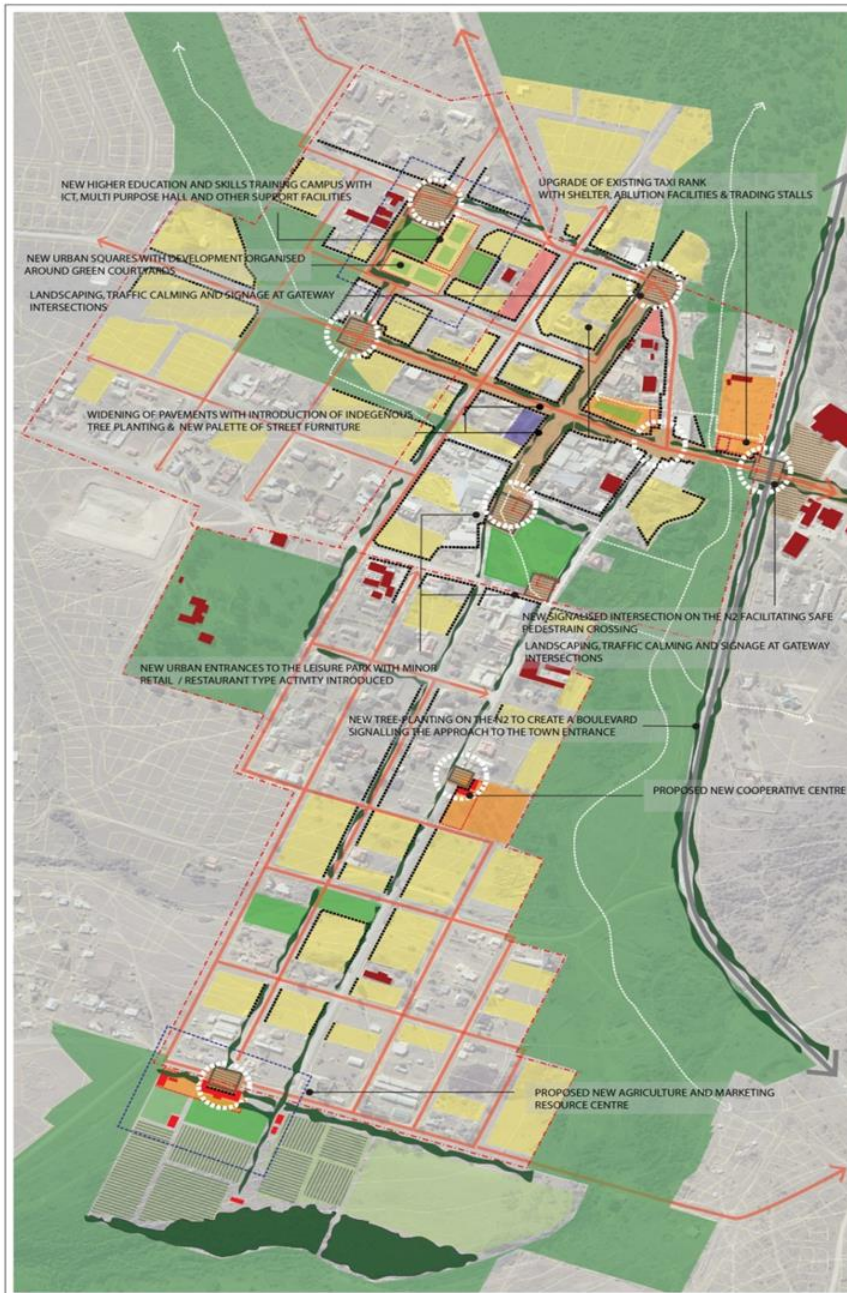 NEW HIGHER EDUCATION AND SKILLS TRAINING CAMPUS WITH
ICT, MULTI PURPOSE HALL AND OTHER SUPPORT FACILITIES
UPGRADE OF EXISTING TAXI RANK
WITH SHELTER, ABLUTION FACILITIES & TRADING STALLS
NEW URBAN SQUARES WITH DEVELOPMENT ORGANISED
AROUND GREEN COURTYARDS
LANDSCAPING, TRAFFIC CALMING AND SIGNAGE AT GATEWAY
INTERSECTIONS
WIDENING OF PAVEMENTS WITH INTRODUCTION OF INDEGENOUS
TREE PLANTING & NEW PALETTE OF STREET FURNITURE
NEW SIGNALISED INTERSECTION ON THE N2 FACILITATING SAFE
PEDESTRAIN CROSSING
LANDSCAPING, TRAFFIC CALMING AND SIGNAGE AT GATEWAY
INTERSECTIONS
NEW URBAN ENTRANCES TO THE LEISURE PARK WITH MINOR
RETAIL / RESTAURANT TYPE ACTIVITY INTRODUCED
NEW TREE-PLANTING ON THE N2 TO CREATE A BOULEVARD
SIGNALLING THE APPROACH TO THE TOWN ENTRANCE
PROPOSED NEW COOPERATIVE CENTRE
PROPOSED NEW AGRICULTURE AND MARKETING
RESOURCE CENTRE